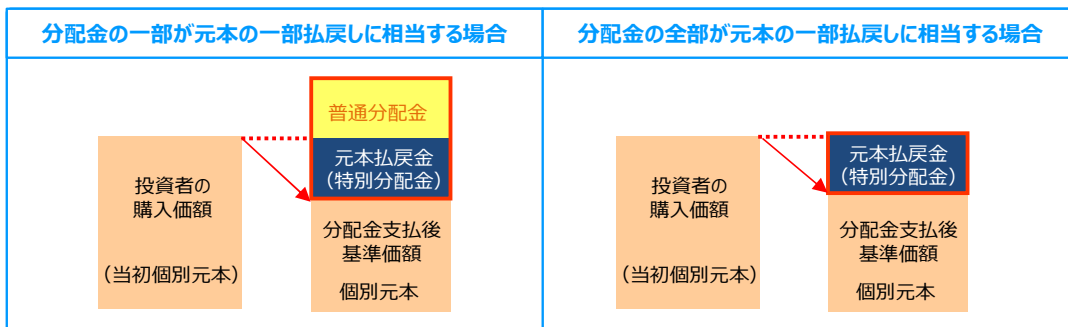 分配金の一部が元本の一部払戻しに相当する場合
普通分配金
元本払戻金
（特別分配金）
投資者の
購入価額
（当初個別元本）
分配金支払後
基準価額
個別元本
分配金の全部が元本の一部払戻しに相当する場合
元本払戻金
（特別分配金）
投資者の
購入価額
（当初個別元本）
分配金支払後
基準価額
個別元本